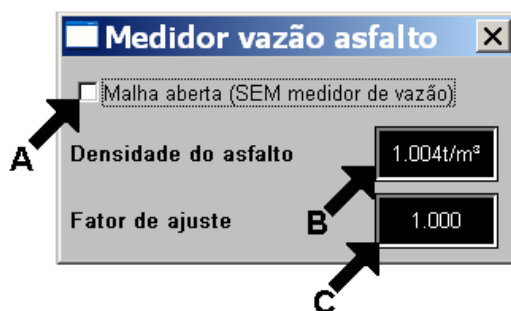 Medidor vazão asfalto
Malha aberta (SEM medidor de vazão)
A
Densidade do asfalto 1.004t/m³
B
Fator de ajuste 1.000
C